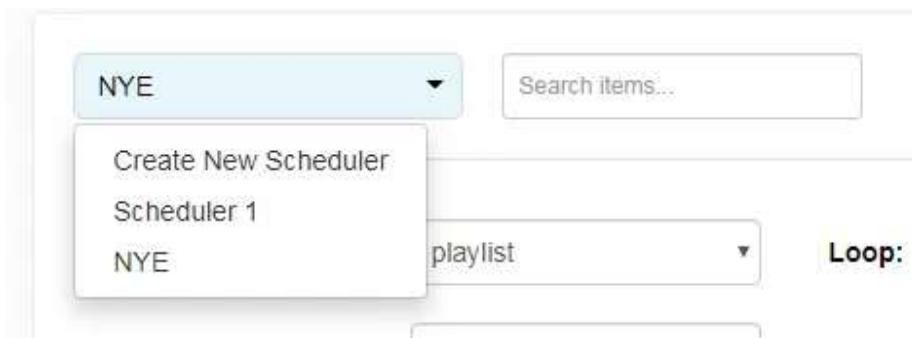 NYE
Search items...
Create New Scheduler
Scheduler 1
NYE
playlist
Loop: